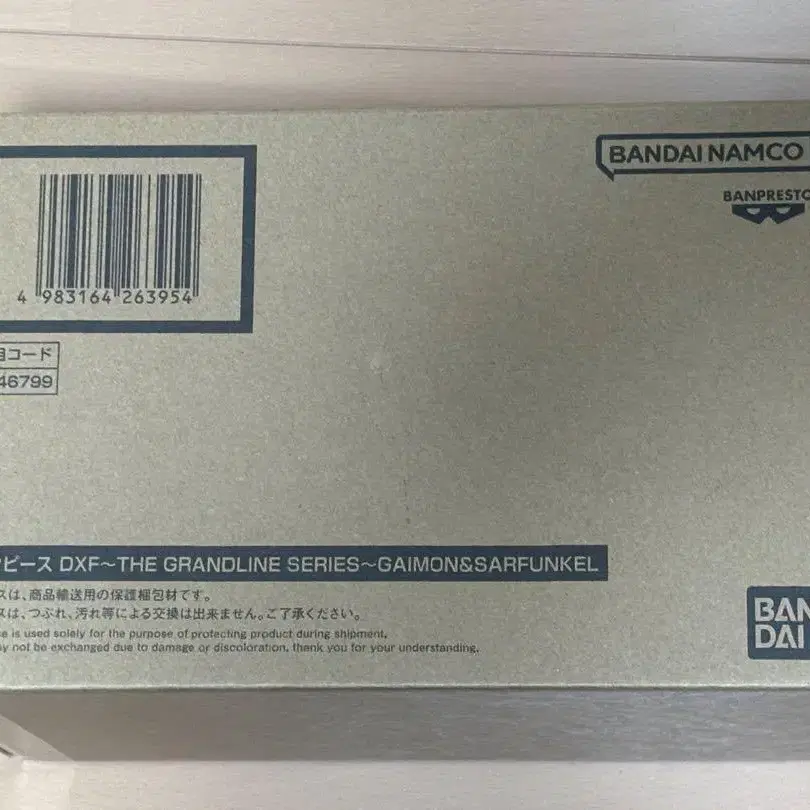 BANDAI NAMCO
BANPRESTO
4 983164 263954
目コード
46799
ピース DXF~THE GRANDLINE SERIES~GAIMON&SARFUNKEL
スは、商品輸送用の保護梱包材です。
スは、つぶれ、汚れ等による交換は出来ません。ご了承ください。
e is used solely for the purpose of protecting product during shipment,
y not be exchanged due to damage or discoloration, thank you for your understanding.
BAN
DAI